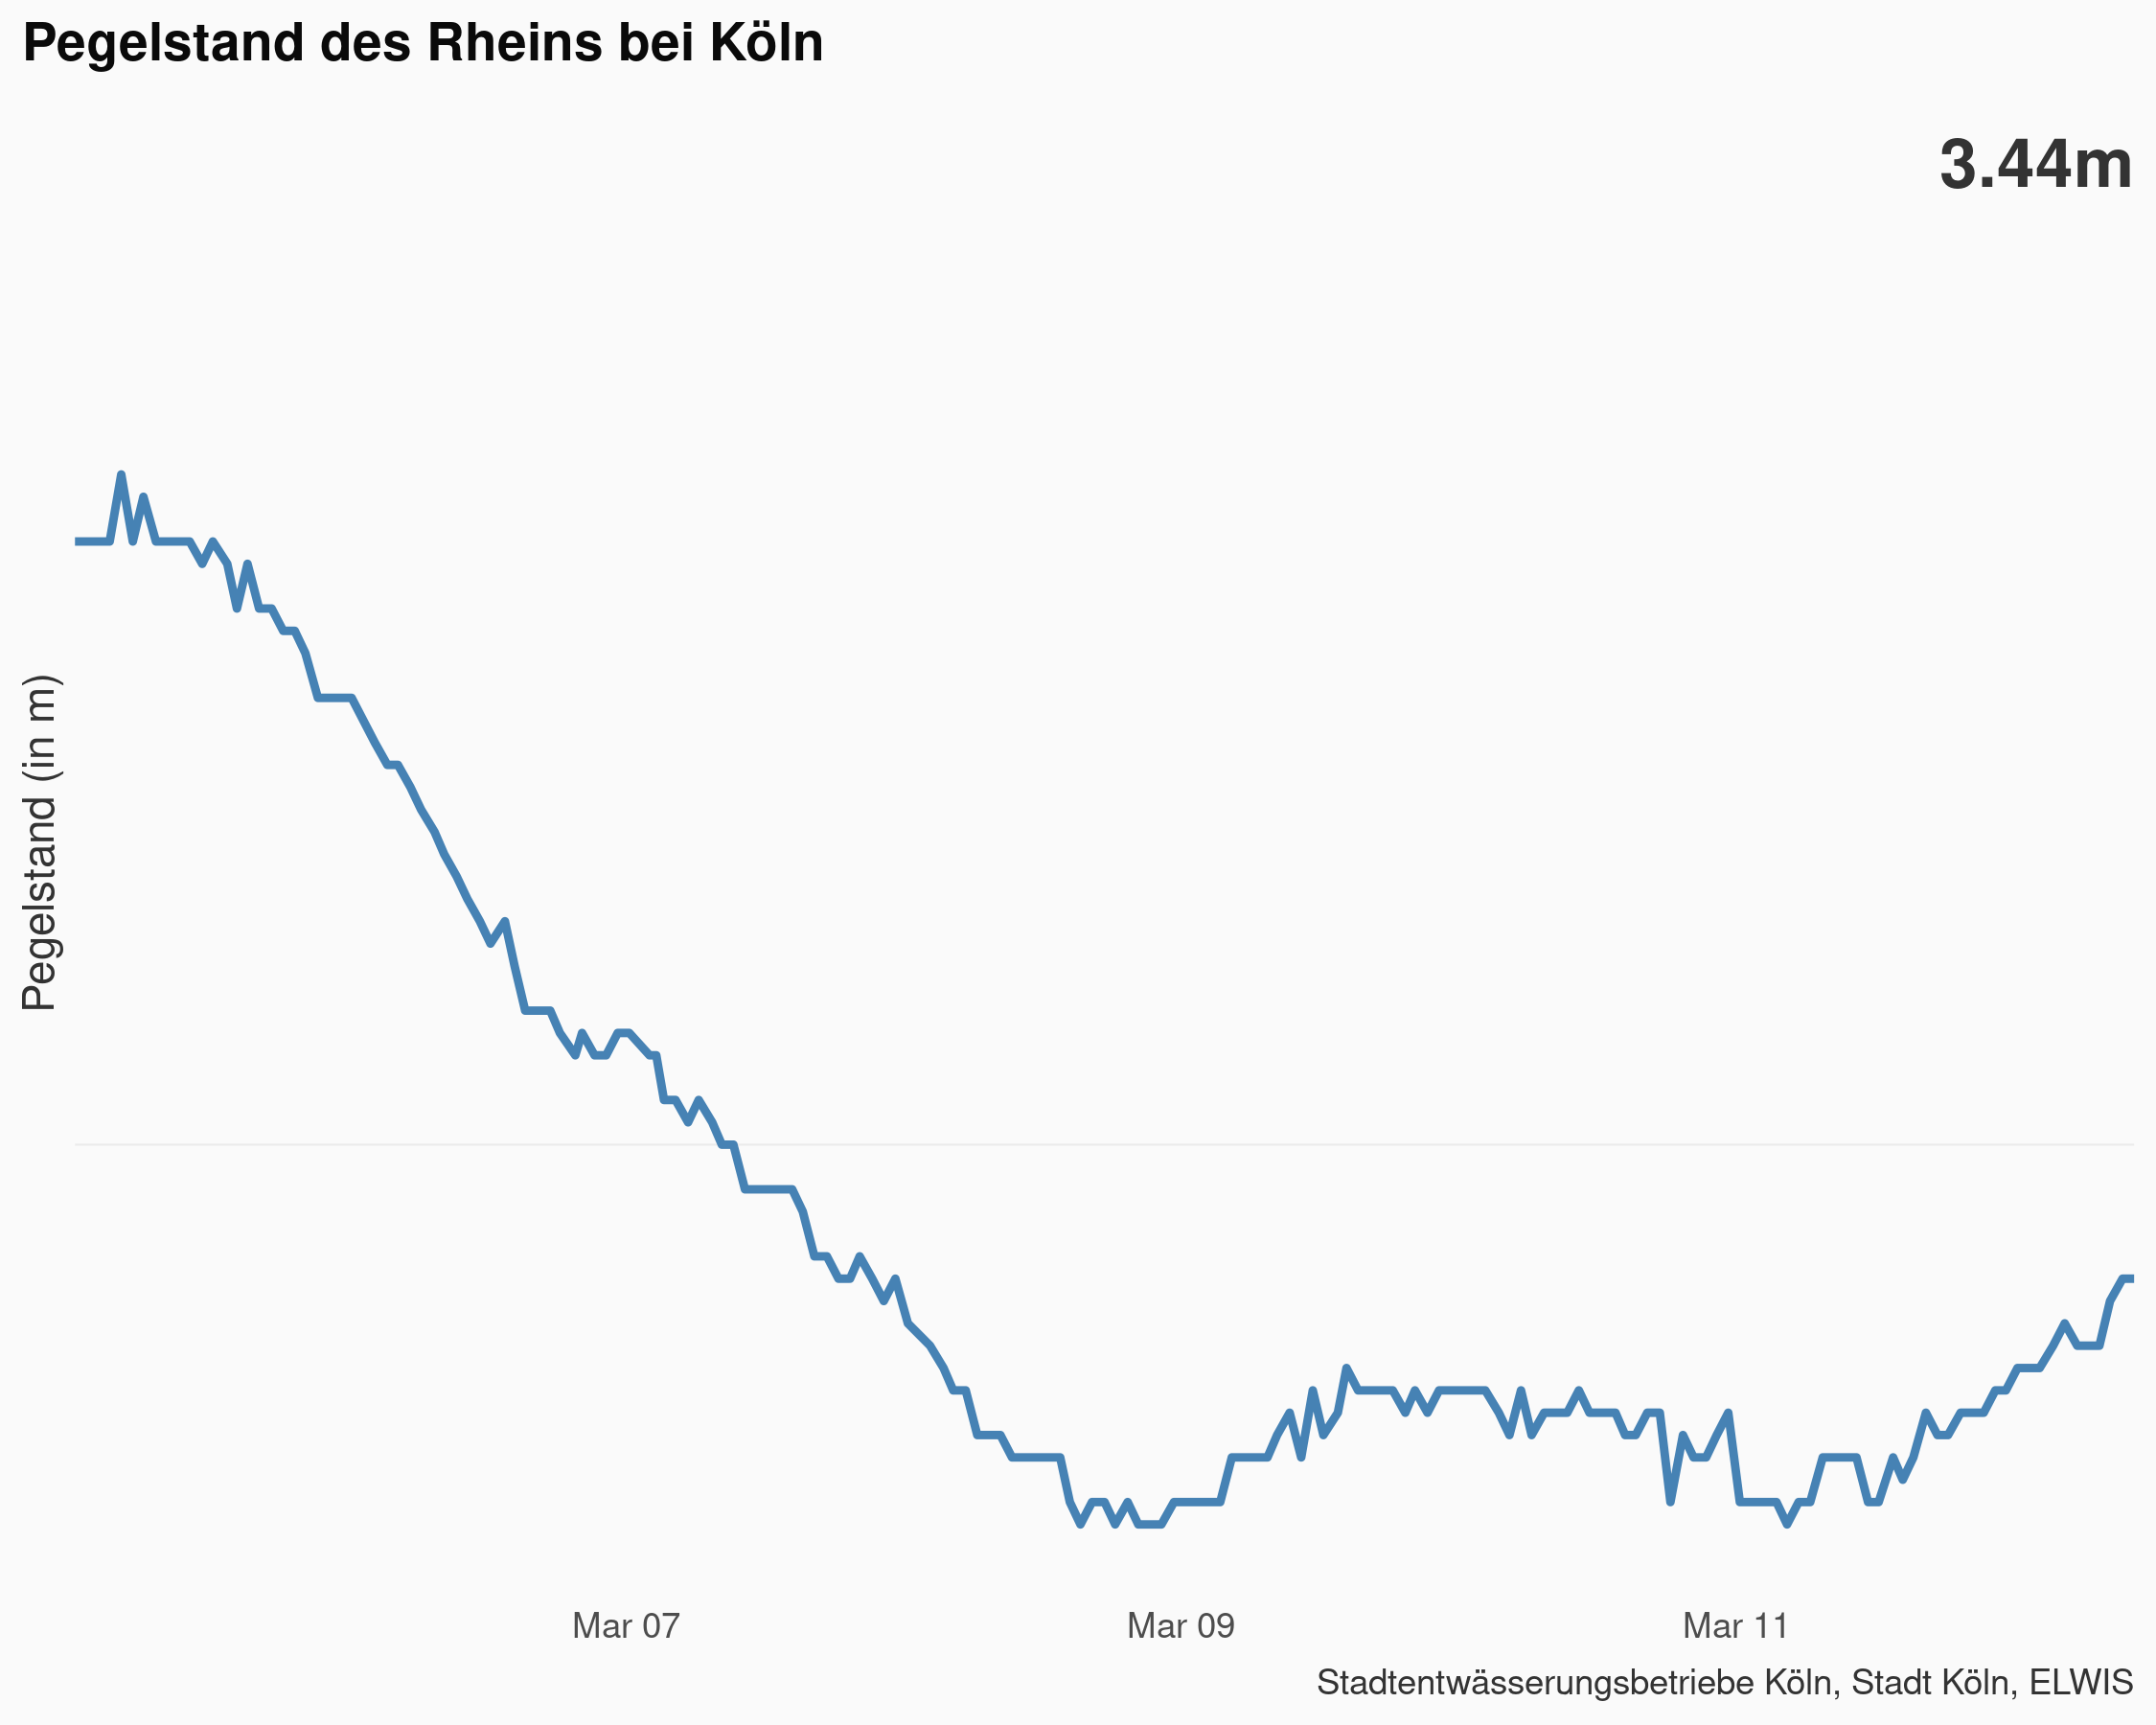 Pegelstand des Rheins bei Köln
3.44m
Pegelstand (in m)
Mar 07
Mar 09
Mar 11
Stadtentwässerungsbetriebe Köln, Stadt Köln, ELWIS